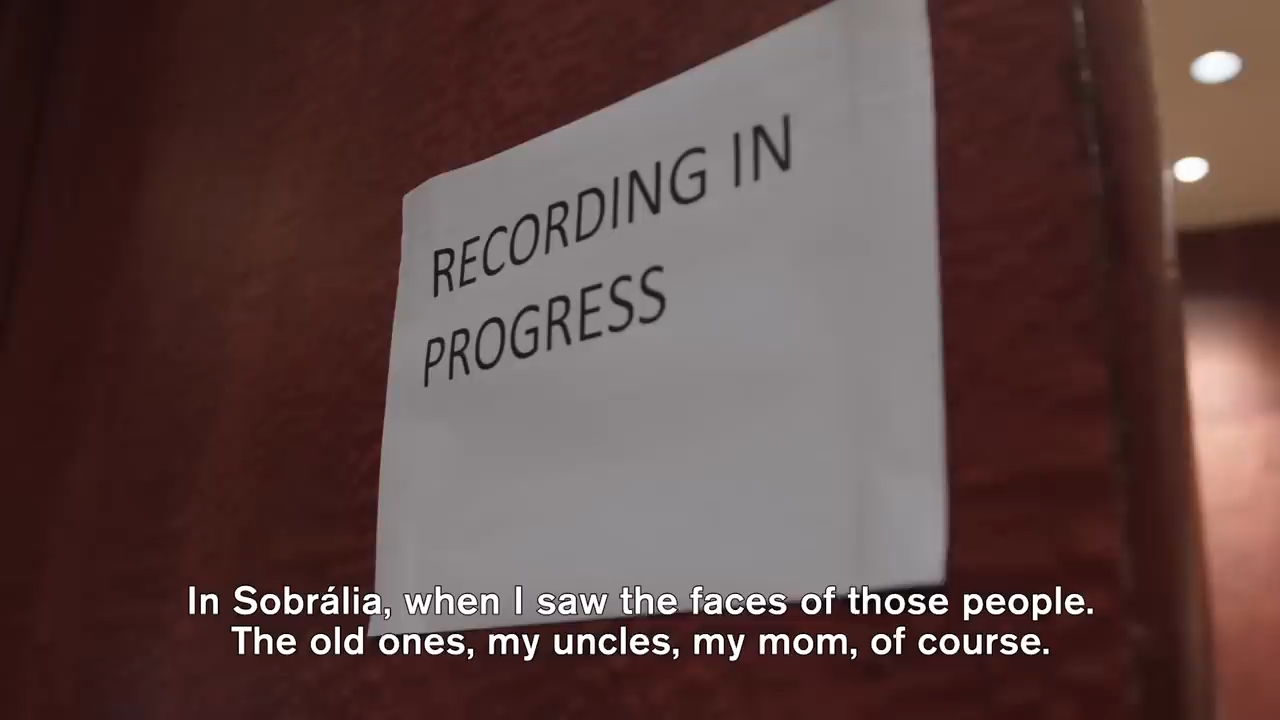 RECORDING IN
PROGRESS
In Sobrália, when I saw the faces of those people.
The old ones, my uncles, my mom, of course.